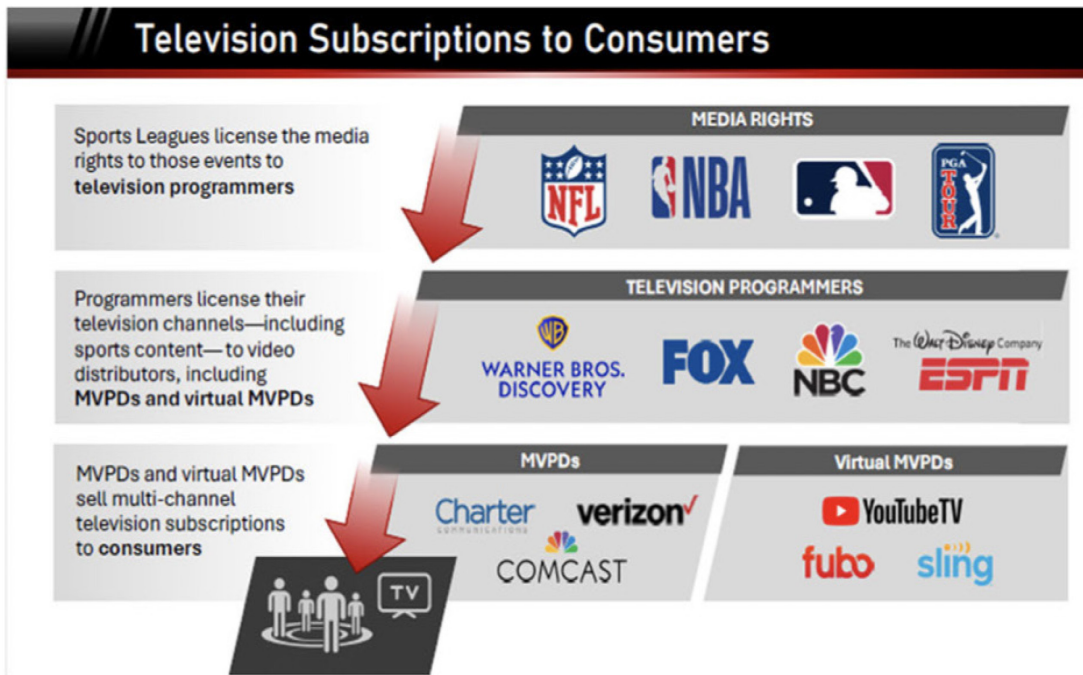 Television Subscriptions to Consumers
Sports Leagues license the media
rights to those events to
television programmers
MEDIA RIGHTS
NFL
NBA
PGA
TOUR
Programmers license their
television channels—including
sports content—to video
distributors, including
MVPDs and virtual MVPDs
TELEVISION PROGRAMMERS
WB
WARNER BROS.
DISCOVERY
FOX
NBC
The WALT DISNEY Company
ESPN
MVPDs and virtual MVPDs
sell multi-channel
television subscriptions
to consumers
MVPDs
Charter
COMMUNICATIONS
verizon
COMCAST
Virtual MVPDs
YouTubeTV
fubo
sling
TV